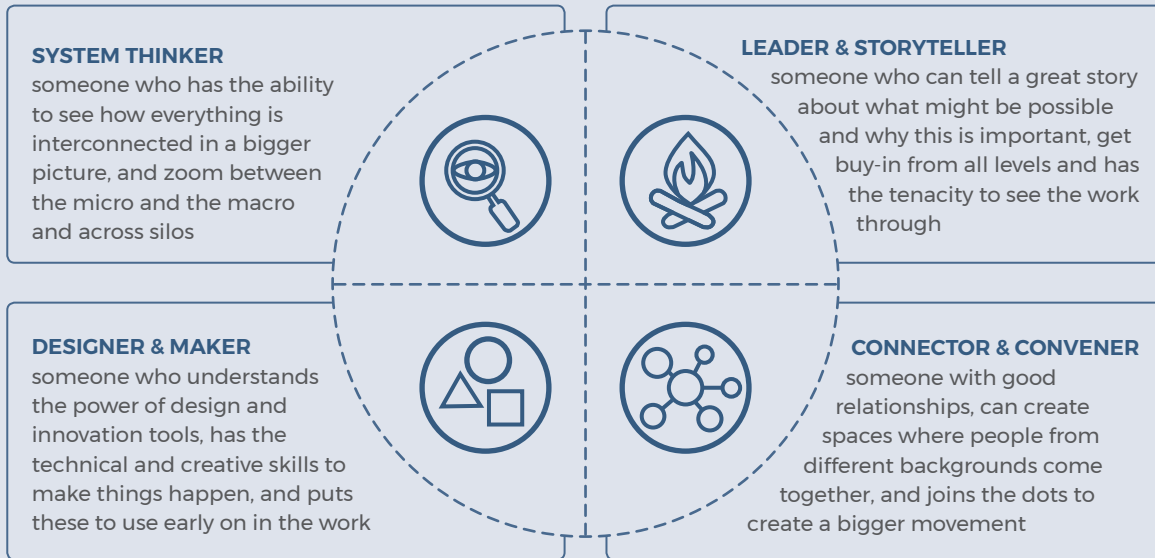 SYSTEM THINKER
someone who has the ability
to see how everything is
interconnected in a bigger
picture, and zoom between
the micro and the macro
and across silos
LEADER & STORYTELLER
someone who can tell a great story
about what might be possible
and why this is important, get
buy-in from all levels and has
the tenacity to see the work
through
DESIGNER & MAKER
someone who understands
the power of design and
innovation tools, has the
technical and creative skills to
make things happen, and puts
these to use early on in the work
CONNECTOR & CONVENER
someone with good
relationships, can create
spaces where people from
different backgrounds come
together, and joins the dots to
create a bigger movement